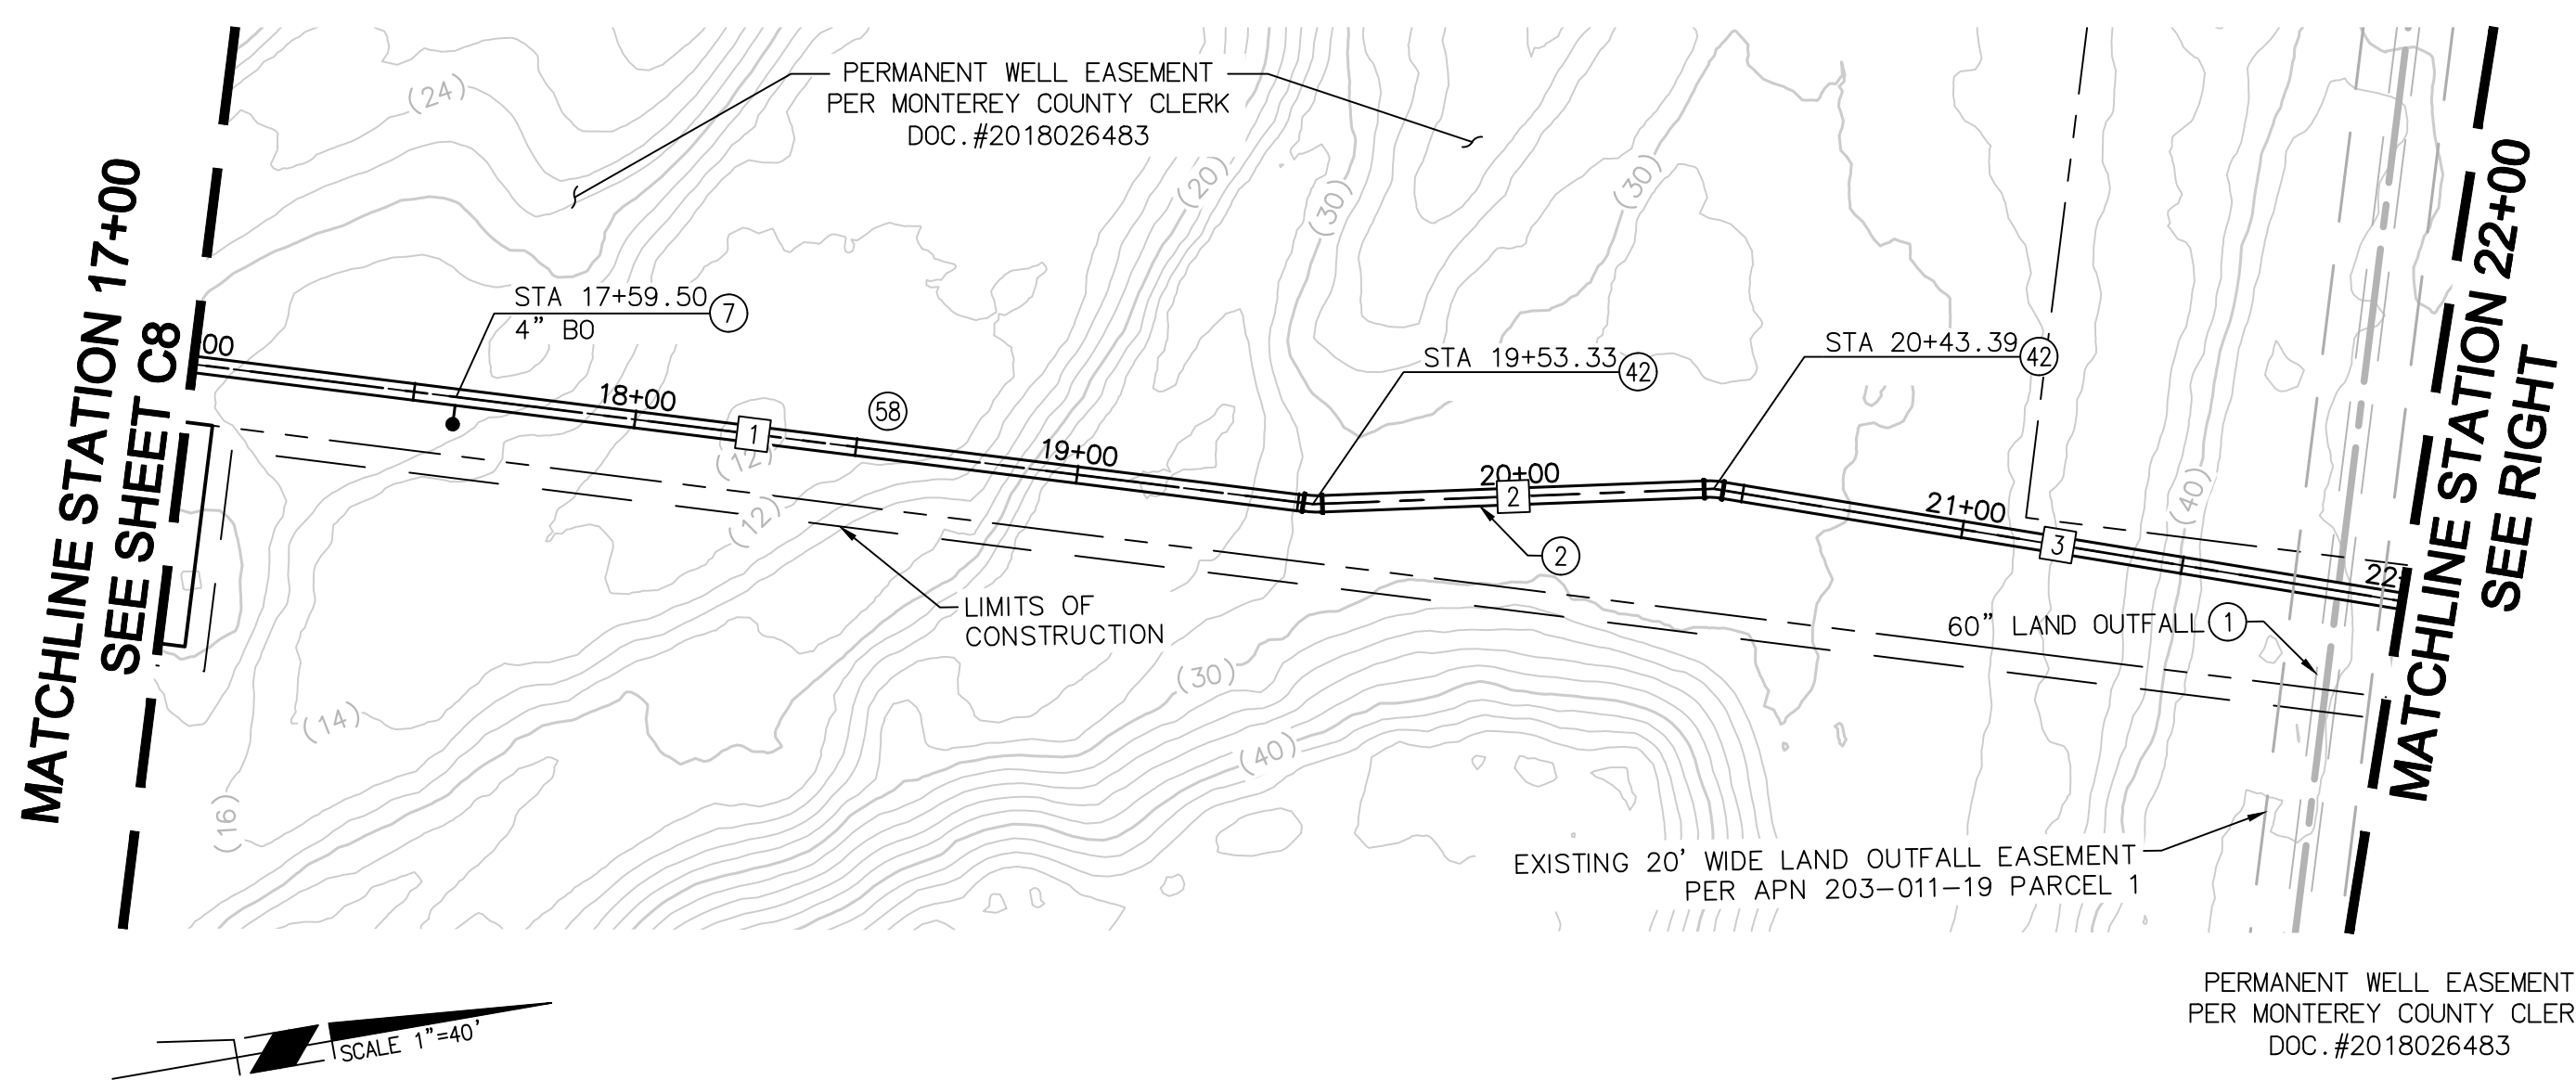 PERMANENT WELL EASEMENT
PER MONTEREY COUNTY CLERK
DOC.#2018026483
(24)
(20)
(30)
(30)
MATCHLINE STATION 17+00
SEE SHEET C8
MATCHLINE STATION 22+00
SEE RIGHT
STA 17+59.50 7
4" BO
00
18+00
1
58
(12)
(12)
19+00
STA 19+53.33 42
STA 20+43.39 42
20+00
2
2
21+00
3
(40)
22
LIMITS OF
CONSTRUCTION
60" LAND OUTFALL 1
(30)
(14)
(40)
(16)
EXISTING 20' WIDE LAND OUTFALL EASEMENT
PER APN 203-011-19 PARCEL 1
SCALE 1"=40'
PERMANENT WELL EASEMENT
PER MONTEREY COUNTY CLER
DOC.#2018026483